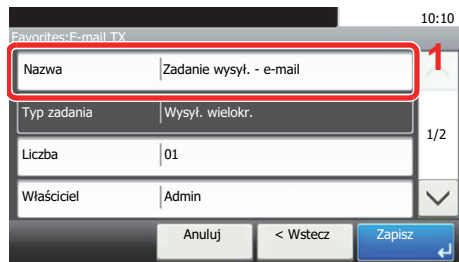 10:10
Favorites:E-mail TX
1
Nazwa Zadanie wysył. - e-mail
Typ zadania Wysył. wielokr.
1/2
Liczba 01
Właściciel Admin
Anuluj < Wstecz Zapisz